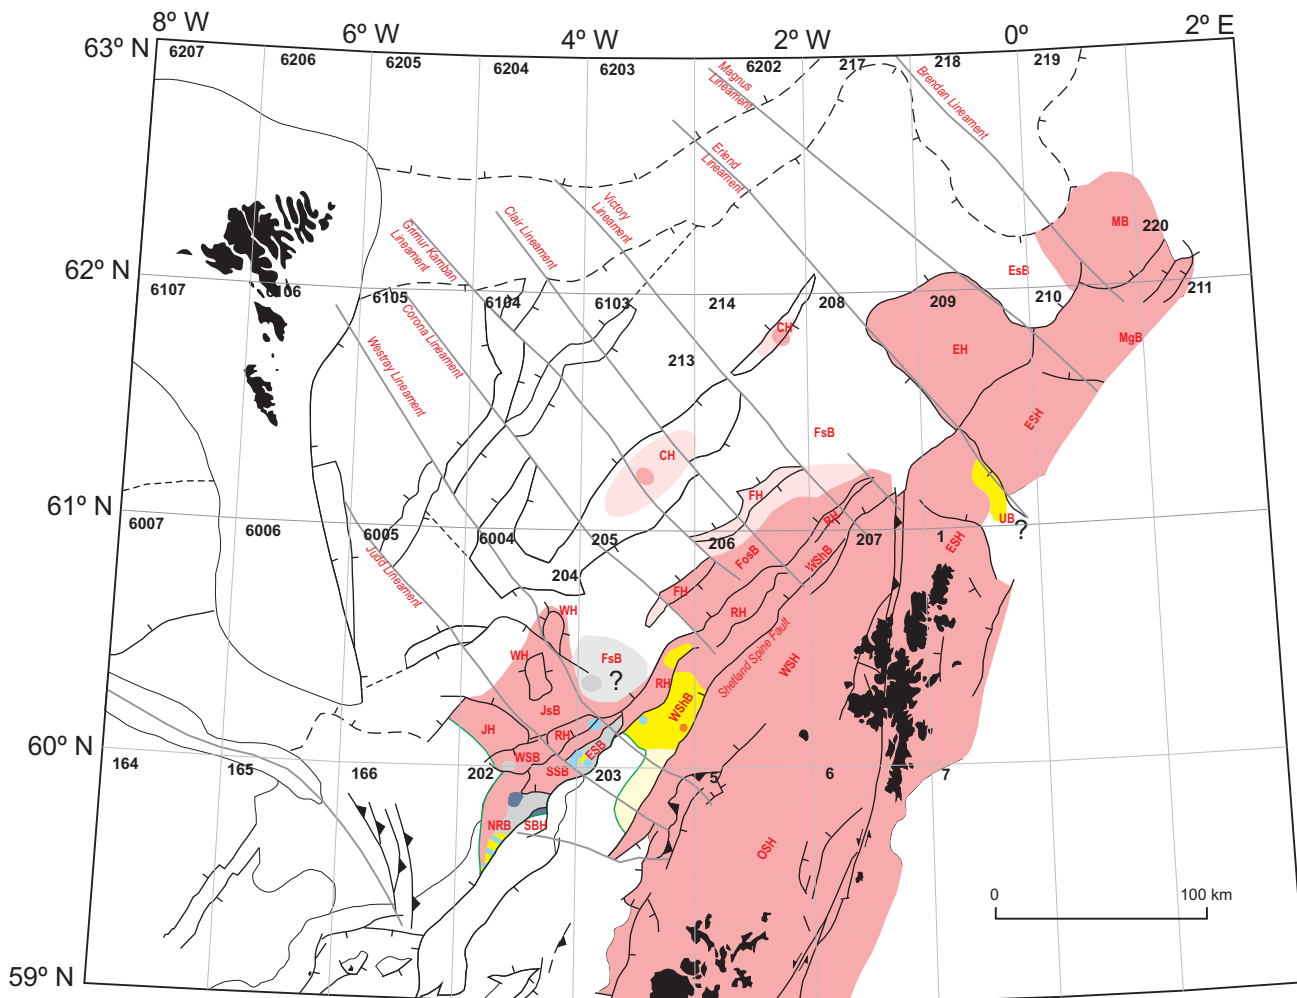 8º W
6º W
4º W
2º W
0º
2º E
63º N
6207
6206
6205
6204
6203
6202
217
218
219
Magnus
Lineament
Brendan Lineament
Erlend
Lineament
Victory
Lineament
Clair Lineament
Grimur Kamban
Lineament
MB
220
EsB
62º N
6107
6106
6105
6104
6103
214
208
209
210
211
Corona Lineament
Westray Lineament
CH
EH
MgB
213
ESH
FsB
CH
61º N
6007
6006
6005
6004
205
206
207
1
FH
RH
UB
?
ESH
FosB
WShB
Judd Lineament
204
FH
RH
WH
Shetland Spine Fault
WSH
WH
FsB
?
RH
WShB
JsB
JH
RH
ESB
WSB
SSB
60º N
164
165
166
202
203
5
6
7
NRB
SBH
OSH
0
100 km
59º N